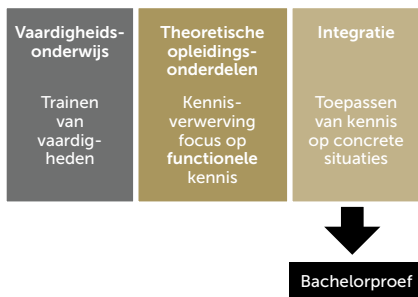 Vaardigheids-
onderwijs
Trainen
van
vaardig-
heden
Theoretische
opleidings-
onderdelen
Kennis-
verwerving
focus op
functionele
kennis
Integratie
Toepassen
van kennis
op concrete
situaties
Bachelorproef